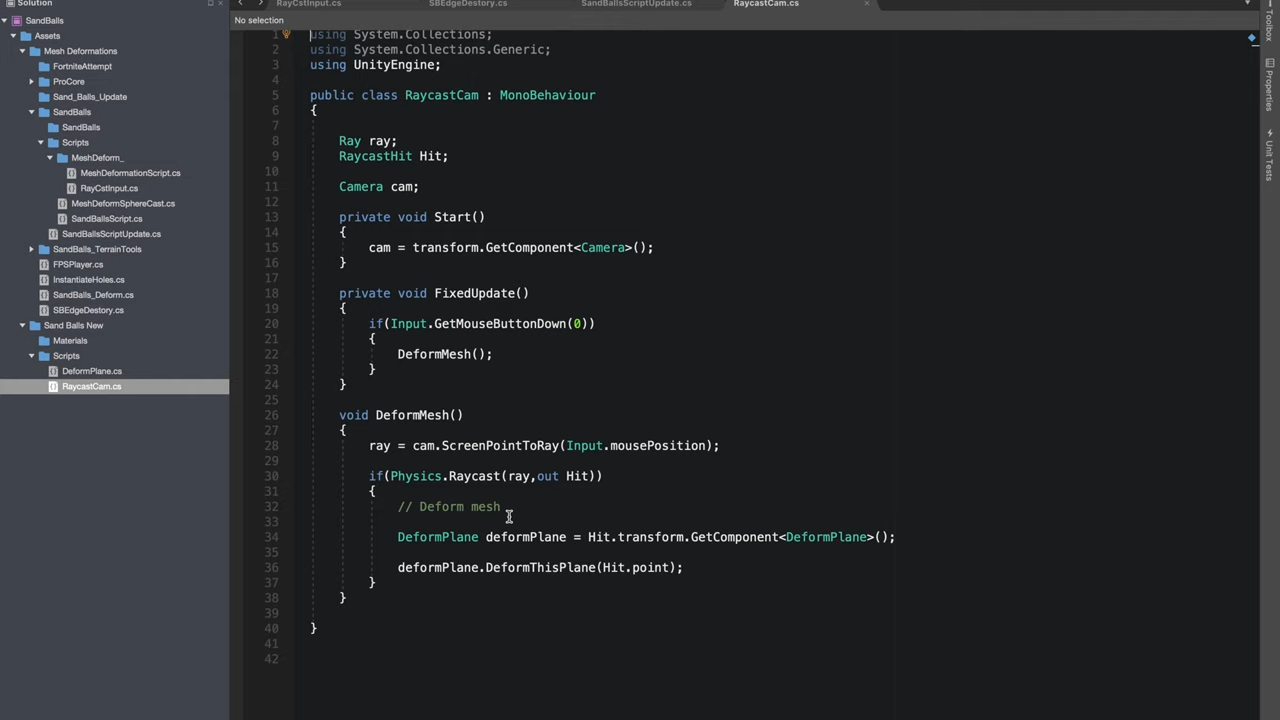 Solution
SandBalls
Assets
Mesh Deformations
FortniteAttempt
ProCore
Sand_Balls_Update
SandBalls
SandBalls
Scripts
MeshDeform_
MeshDeformationScript.cs
RayCstInput.cs
MeshDeformSphereCast.cs
SandBallsScript.cs
SandBallsScriptUpdate.cs
SandBalls_TerrainTools
FPSPlayer.cs
InstantiateHoles.cs
SandBalls_Deform.cs
SBEdgeDestory.cs
Sand Balls New
Materials
Scripts
DeformPlane.cs
RaycastCam.cs
RayCstInput.cs SBEdgeDestory.cs SandBallsScriptUpdate.cs RaycastCam.cs
No selection
1 using System.Collections;
2 using System.Collections.Generic;
3 using UnityEngine;
4
5 public class RaycastCam : MonoBehaviour
6 {
7
8 Ray ray;
9 RaycastHit Hit;
10
11 Camera cam;
12
13 private void Start()
14 {
15 cam = transform.GetComponent<Camera>();
16 }
17
18 private void FixedUpdate()
19 {
20 if(Input.GetMouseButtonDown(0))
21 {
22 DeformMesh();
23 }
24 }
25
26 void DeformMesh()
27 {
28 ray = cam.ScreenPointToRay(Input.mousePosition);
29
30 if(Physics.Raycast(ray,out Hit))
31 {
32 // Deform mesh
33
34 DeformPlane deformPlane = Hit.transform.GetComponent<DeformPlane>();
35
36 deformPlane.DeformThisPlane(Hit.point);
37 }
38 }
39
40 }
41
42
Toolbox
Properties
Unit Tests